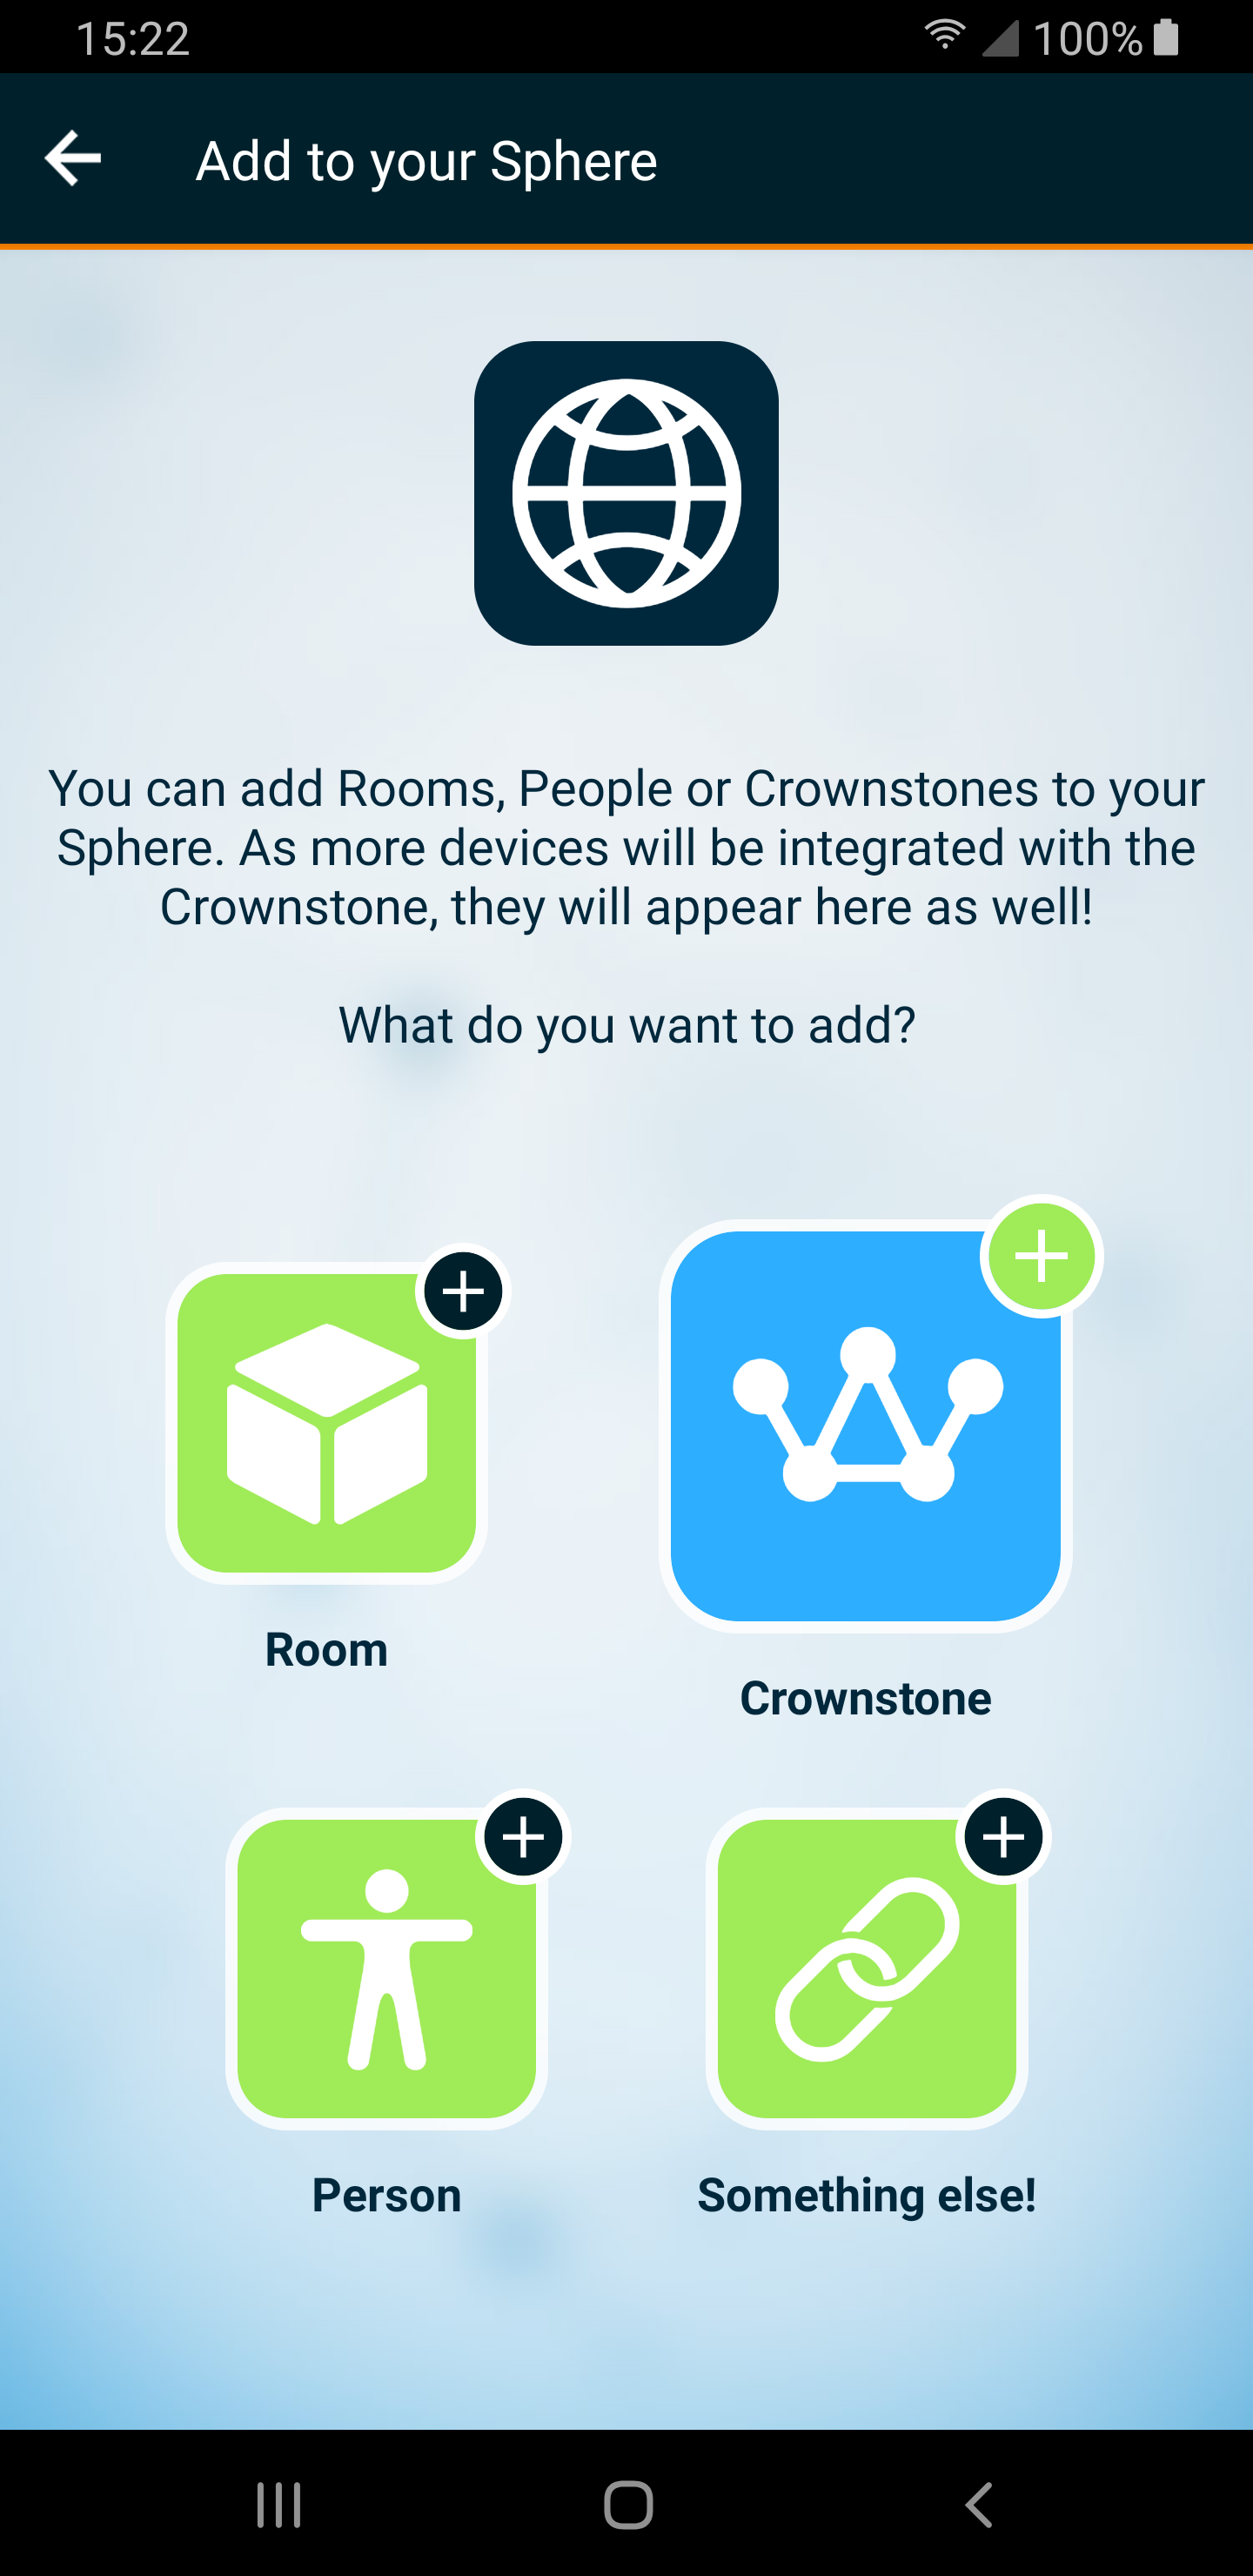 15:22
100%
Add to your Sphere
You can add Rooms, People or Crownstones to your
Sphere. As more devices will be integrated with the
Crownstone, they will appear here as well!
What do you want to add?
Room
Crownstone
Person
Something else!